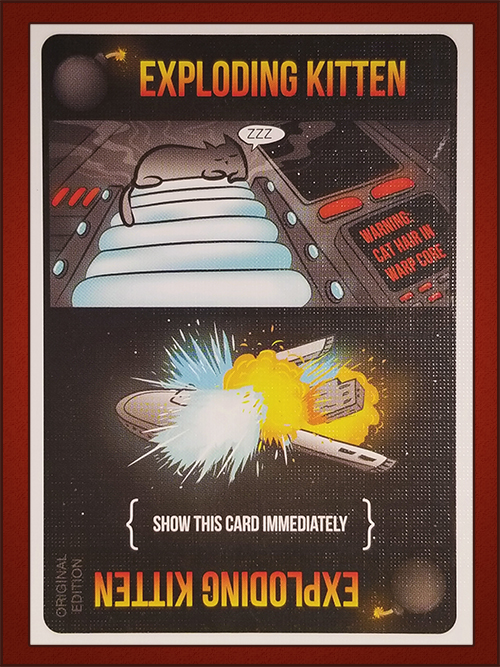 EXPLODING KITTEN
ZZZ
WARNING:
CAT HAIR IN
WARP CORE
SHOW THIS CARD IMMEDIATELY
ORIGINAL
EDITION
EXPLODING KITTEN